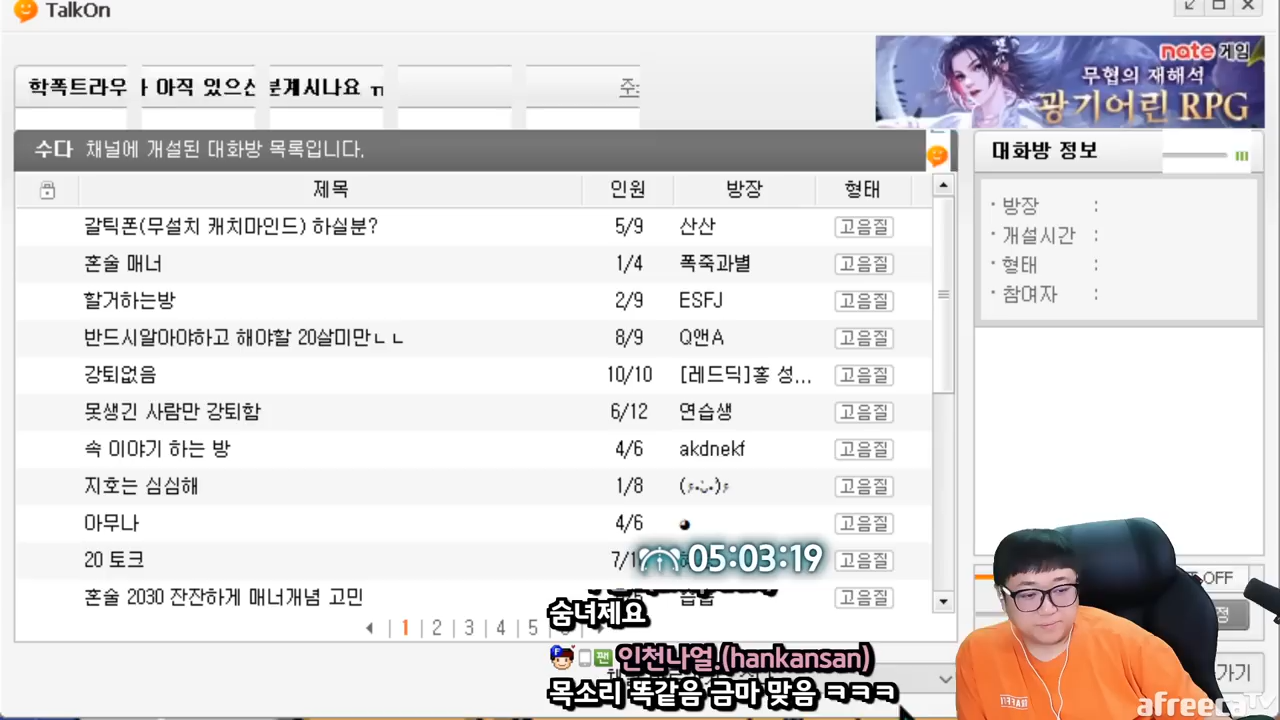 TalkOn
학폭트라우
아직 있으신
분계시나요 ㅠ
nate 게임
무협의 재해석
광기어린 RPG
수다 채널에 개설된 대화방 목록입니다.
제목 인원 방장 형태
갈틱폰(무설치 캐치마인드) 하실분? 5/9 산산 고음질
혼술 매너 1/4 폭죽과별 고음질
할거하는방 2/9 ESFJ 고음질
반드시알아야하고 해야할 20살미만ㄴㄴ 8/9 Q앤A 고음질
강퇴없음 10/10 [레드딕]홍 성... 고음질
못생긴 사람만 강퇴함 6/12 연습생 고음질
속 이야기 하는 방 4/6 akdnekf 고음질
지호는 심심해 1/8 고음질
아무나 4/6 고음질
20 토크 고음질
혼술 2030 잔잔하게 매너개념 고민 고음질
1 | 2 | 3 | 4 | 5
대화방 정보
방장 :
개설시간 :
형태 :
참여자 :
05:03:19
숨녀제요
인천나얼.(hankansan)
목소리 똑같음 금마 맞음 ㅋㅋㅋ
OFF
afreecaTV